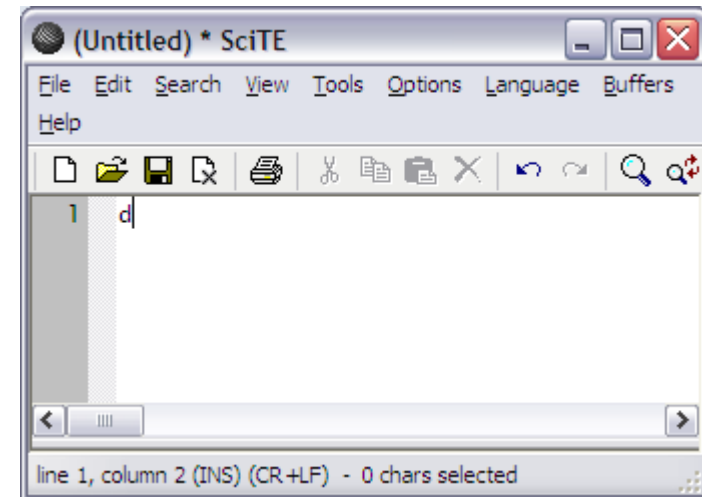 (Untitled) * SciTE
File Edit Search View Tools Options Language Buffers
Help
1 d
line 1, column 2 (INS) (CR+LF) - 0 chars selected